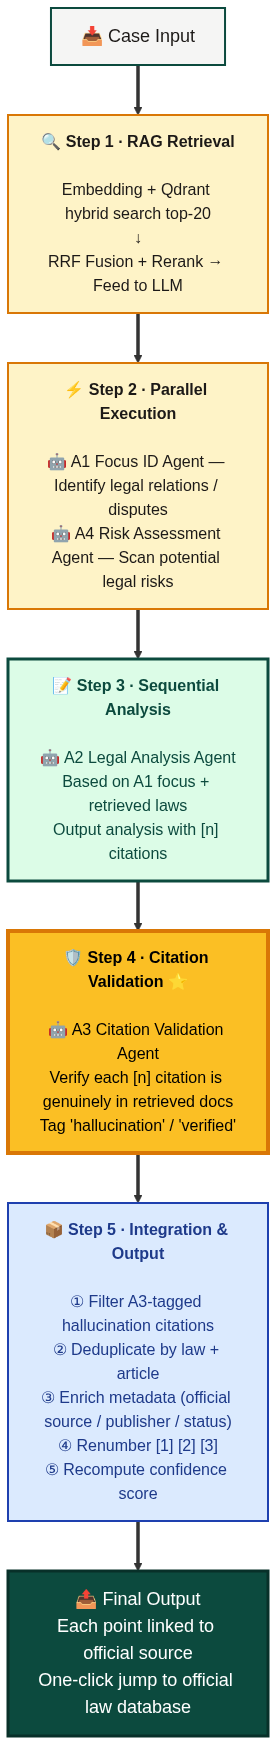 📥 Case Input
🔍 Step 1 · RAG Retrieval
Embedding + Qdrant
hybrid search top-20
↓
RRF Fusion + Rerank →
Feed to LLM
⚡ Step 2 · Parallel
Execution
🤖 A1 Focus ID Agent —
Identify legal relations /
disputes
🤖 A4 Risk Assessment
Agent — Scan potential
legal risks
📝 Step 3 · Sequential
Analysis
🤖 A2 Legal Analysis Agent
Based on A1 focus +
retrieved laws
Output analysis with [n]
citations
🛡️ Step 4 · Citation
Validation ⭐
🤖 A3 Citation Validation
Agent
Verify each [n] citation is
genuinely in retrieved docs
Tag 'hallucination' / 'verified'
📦 Step 5 · Integration &
Output
① Filter A3-tagged
hallucination citations
② Deduplicate by law +
article
③ Enrich metadata (official
source / publisher / status)
④ Renumber [1] [2] [3]
⑤ Recompute confidence
score
📤 Final Output
Each point linked to
official source
One-click jump to official
law database